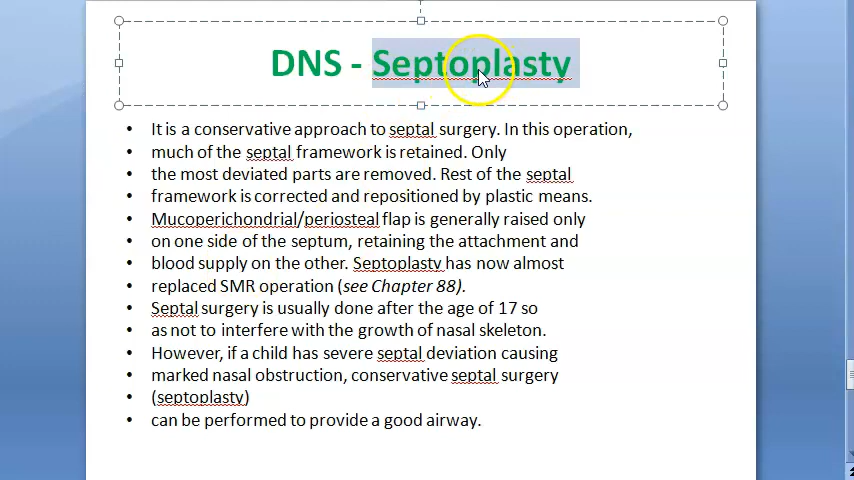 DNS - Septoplasty
• It is a conservative approach to septal surgery. In this operation,
• much of the septal framework is retained. Only
• the most deviated parts are removed. Rest of the septal
• framework is corrected and repositioned by plastic means.
• Mucoperichondrial/periosteal flap is generally raised only
• on one side of the septum, retaining the attachment and
• blood supply on the other. Septoplasty has now almost
• replaced SMR operation (see Chapter 88).
• Septal surgery is usually done after the age of 17 so
• as not to interfere with the growth of nasal skeleton.
• However, if a child has severe septal deviation causing
• marked nasal obstruction, conservative septal surgery
• (septoplasty)
• can be performed to provide a good airway.